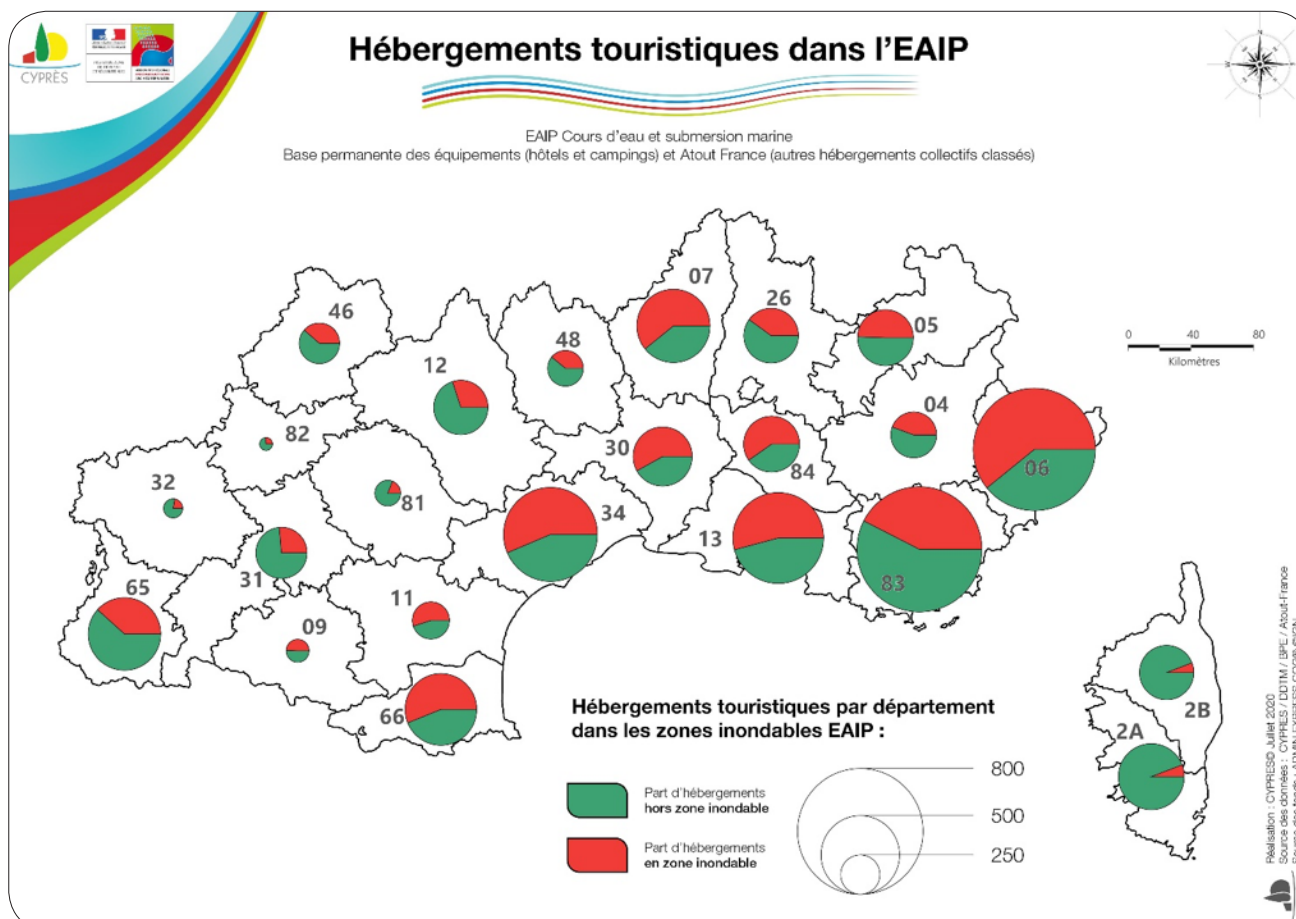 CYPRÈS
Hébergements touristiques dans l'EAIP
EAIP Cours d'eau et submersion marine
Base permanente des équipements (hôtels et campings) et Atout France (autres hébergements collectifs classés)
0 40 80
Kilomètres
07
46
26
05
48
12
04
82
30
84
06
32
81
34
13
31
83
65
11
09
66
2B
2A
Hébergements touristiques par département
dans les zones inondables EAIP :
Part d'hébergements
hors zone inondable
Part d'hébergements
en zone inondable
800
500
250
Réalisation : CYPRES© Juillet 2020
Source des données : CYPRES / DDTM / BPE / Atout-France